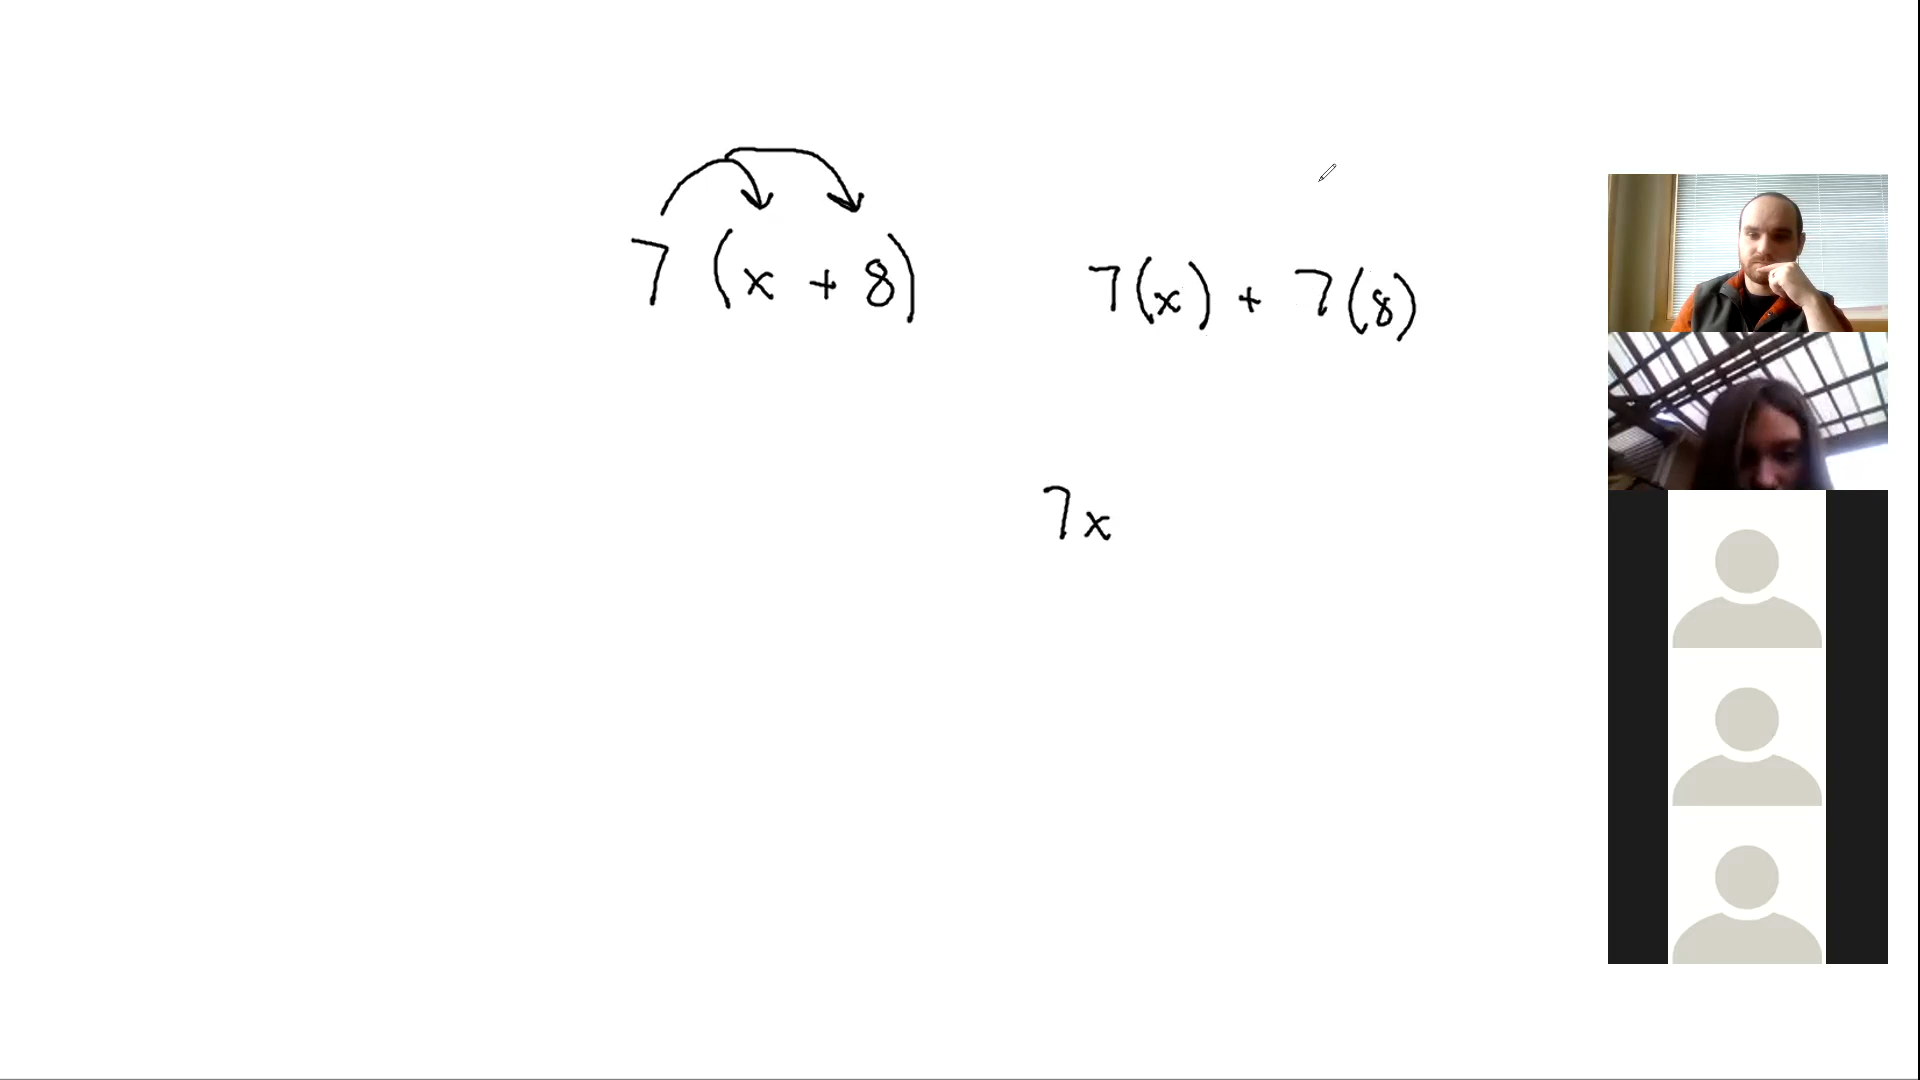 7 (x + 8)    7(x) + 7(8)
7x